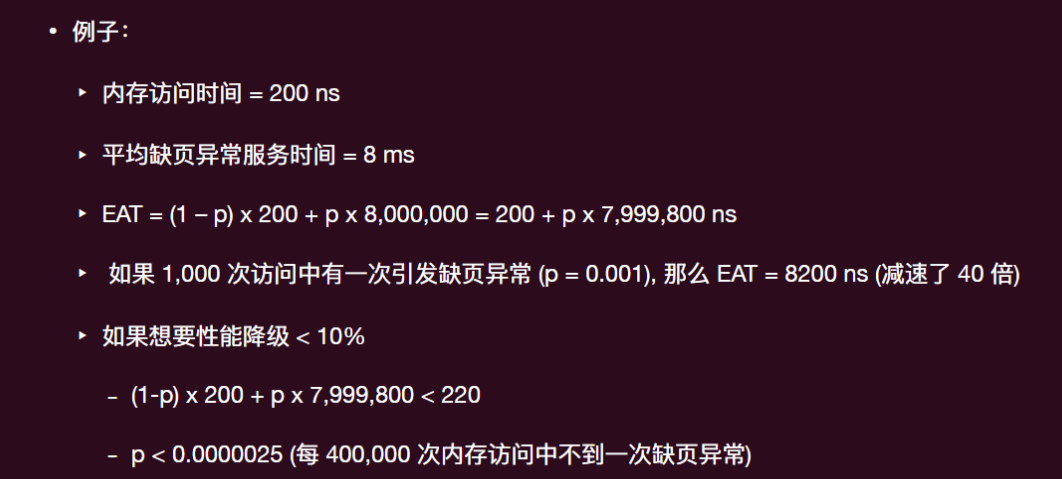 • 例子：
‣ 内存访问时间 = 200 ns
‣ 平均缺页异常服务时间 = 8 ms
‣ EAT = (1 – p) x 200 + p x 8,000,000 = 200 + p x 7,999,800 ns
‣ 如果 1,000 次访问中有一次引发缺页异常 (p = 0.001), 那么 EAT = 8200 ns (减速了 40 倍)
‣ 如果想要性能降级 < 10%
– (1-p) x 200 + p x 7,999,800 < 220
– p < 0.0000025 (每 400,000 次内存访问中不到一次缺页异常)